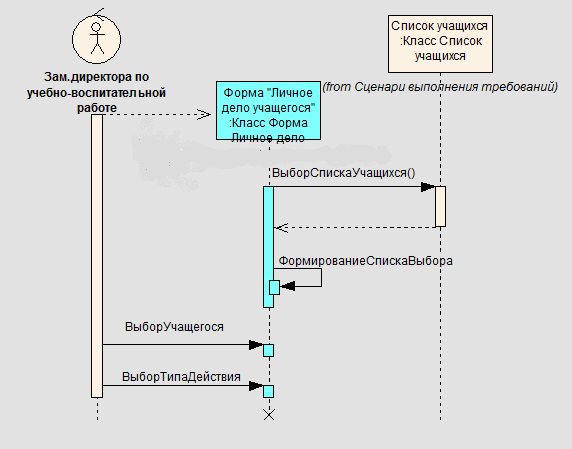 Список учащихся
:Класс Список
учащихся
Зам.директора по
учебно-воспитательной
работе
Форма "Личное
дело учащегося"
:Класс Форма
Личное дело
(from Сценари выполнения требований)
ВыборСпискаУчащихся()
ФормированиеСпискаВыбора
ВыборУчащегося
ВыборТипаДействия